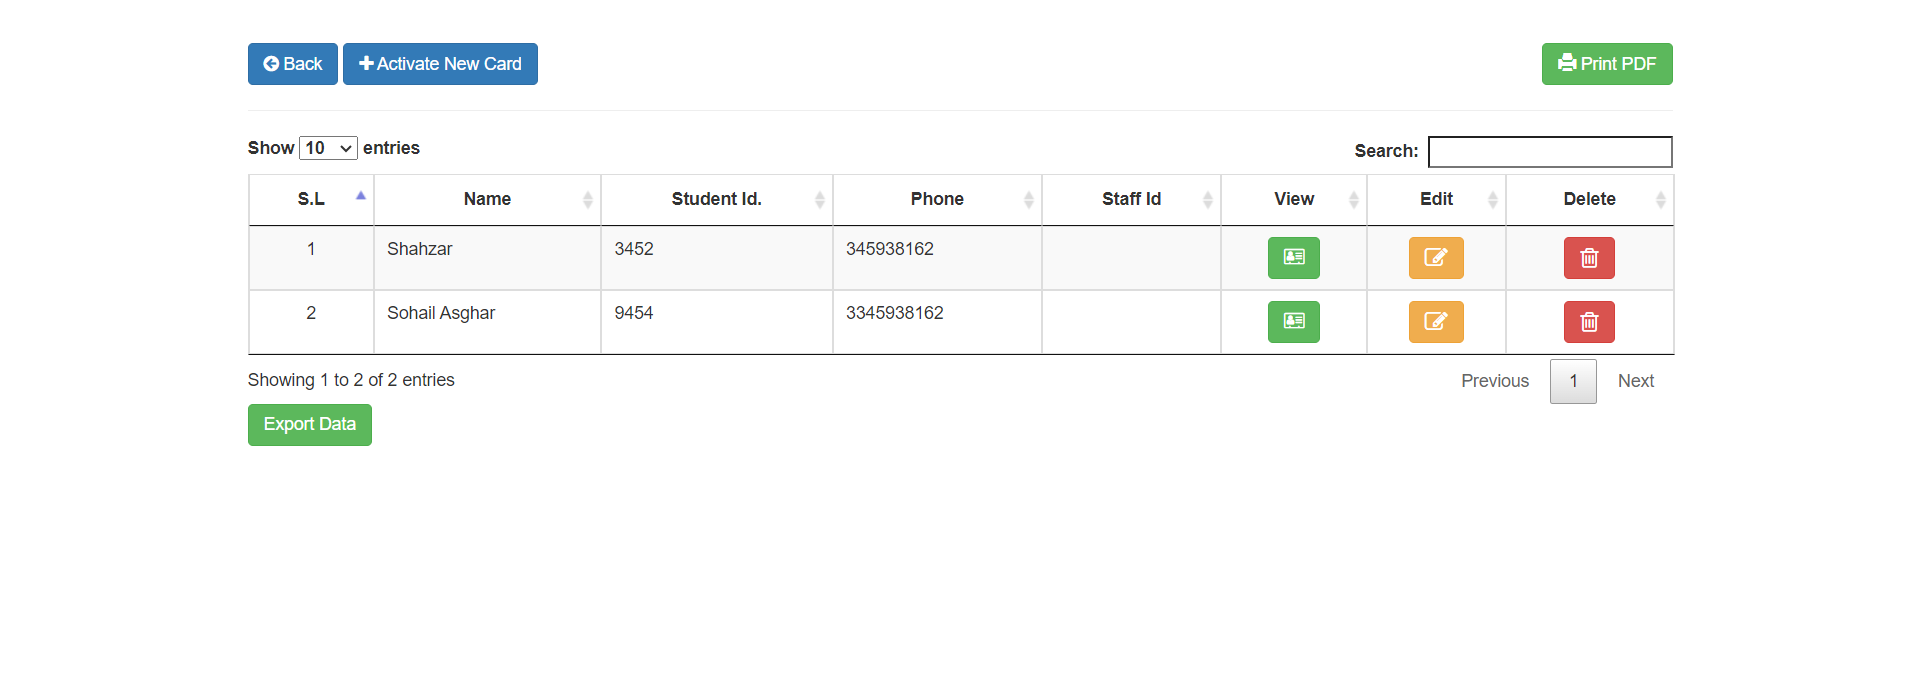 Back Activate New Card Print PDF
Show 10 entries Search:
S.L Name Student Id. Phone Staff Id View Edit Delete
1 Shahzar 3452 345938162
2 Sohail Asghar 9454 3345938162
Showing 1 to 2 of 2 entries Previous 1 Next
Export Data